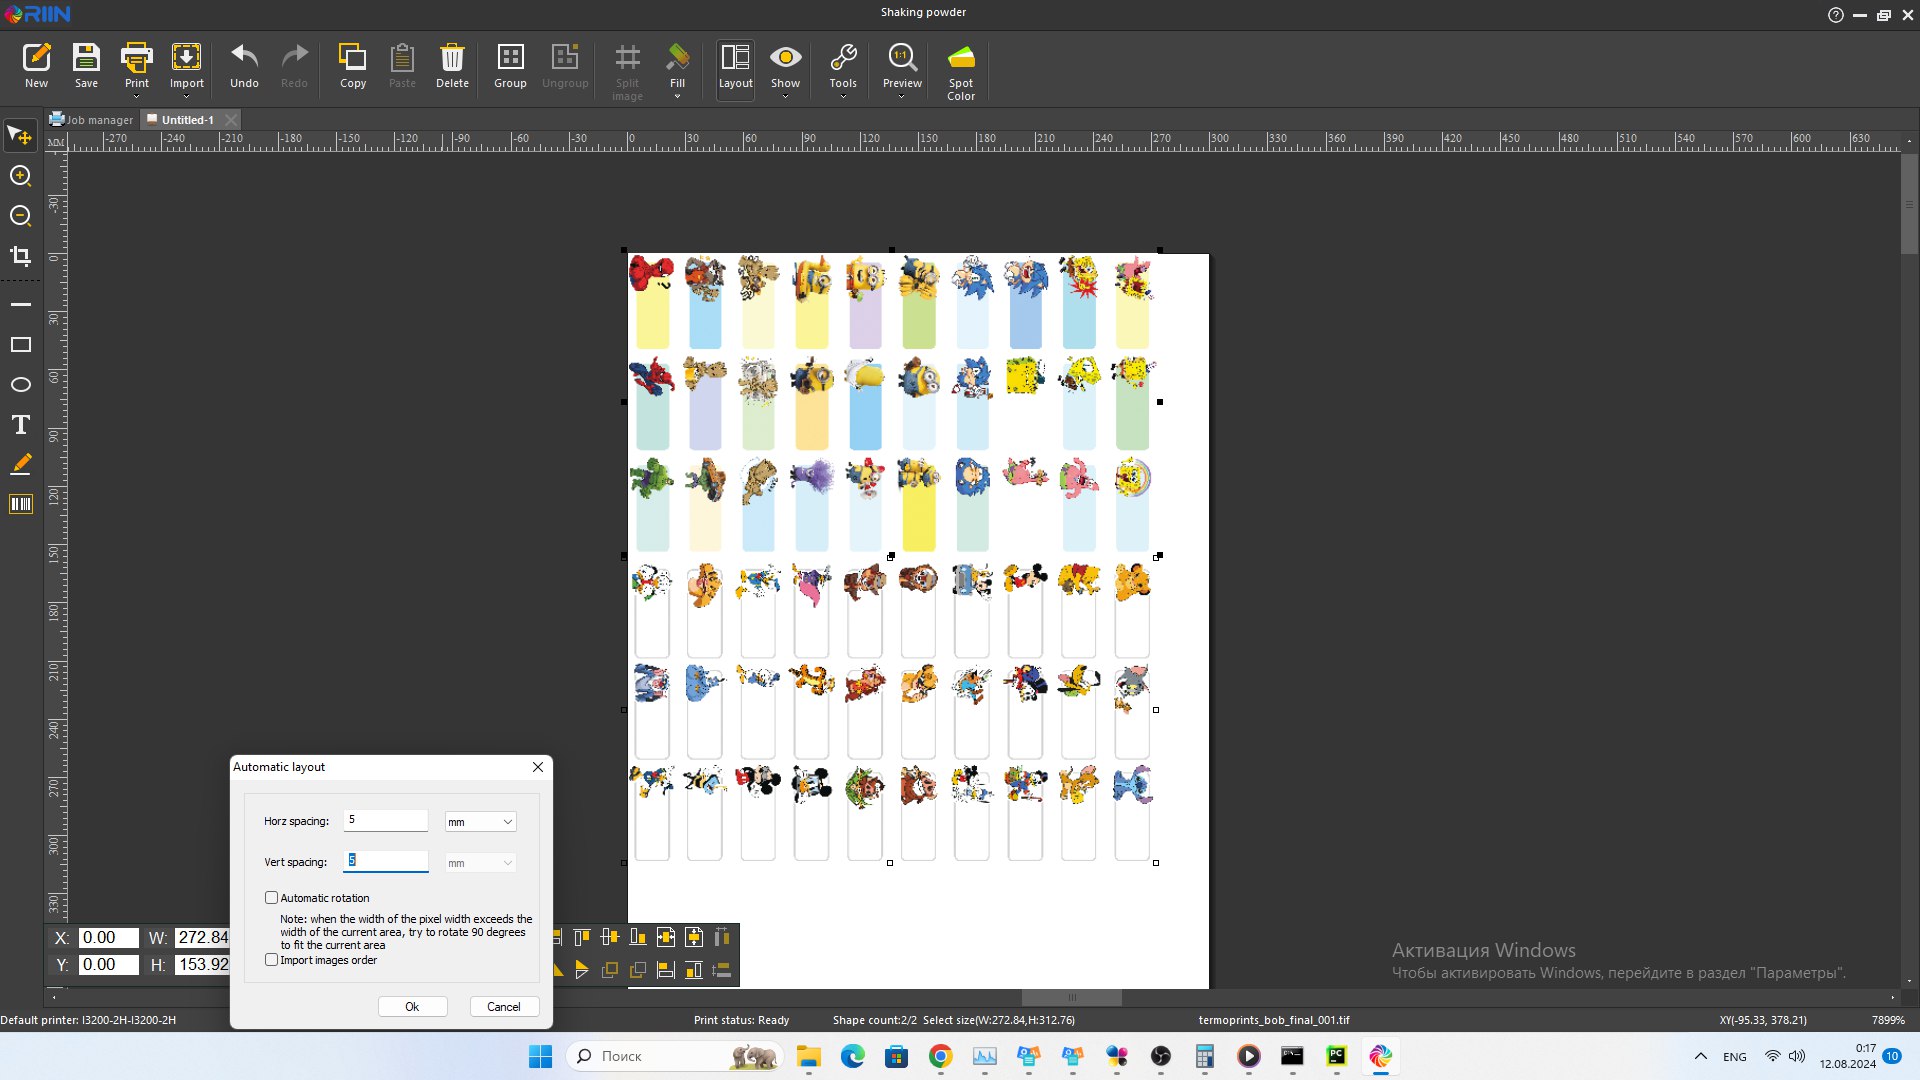 RIIN
Shaking powder
New Save Print Import Undo Redo Copy Paste Delete Group Ungroup Split image Fill Layout Show Tools Preview Spot Color
1:1
Job manager Untitled-1
MM -270 -240 -210 -180 -150 -120 -90 -60 -30 0 30 60 90 120 150 180 210 240 270 300 330 360 390 420 450 480 510 540 570 600 630
-30
0
30
60
90
120
150
180
210
240
270
300
330
Automatic layout
Horz spacing: 5 mm
Vert spacing: 5 mm
Automatic rotation
Note: when the width of the pixel width exceeds the
width of the current area, try to rotate 90 degrees
to fit the current area
Import images order
Ok Cancel
X: 0.00 W: 272.84
Y: 0.00 H: 153.92
Активация Windows
Чтобы активировать Windows, перейдите в раздел "Параметры".
Default printer: I3200-2H-I3200-2H Print status: Ready Shape count:2/2 Select size(W:272.84,H:312.76) termoprints_bob_final_001.tif XY(-95.33, 378.21) 7899%
Поиск
PC
ENG
0:17
12.08.2024
10